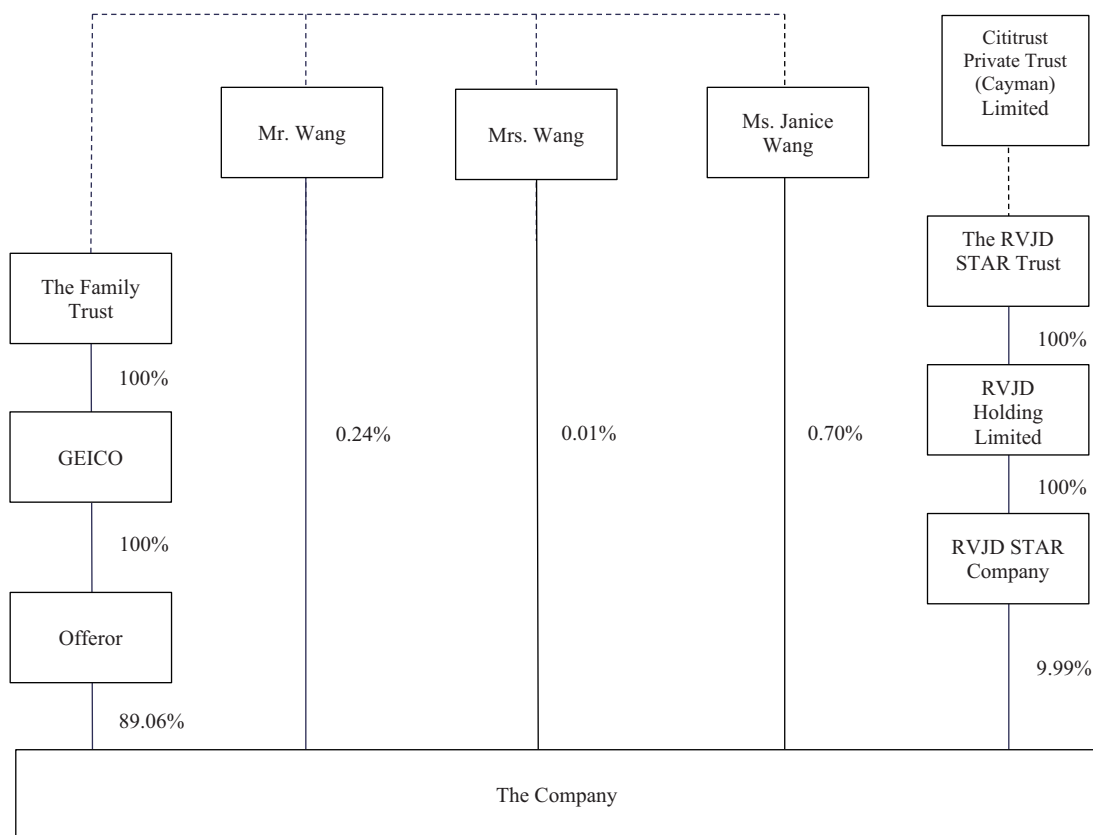 Cititrust
Private Trust
(Cayman)
Limited
Mr. Wang
Mrs. Wang
Ms. Janice
Wang
The Family
Trust
The RVJD
STAR Trust
100%
100%
GEICO
0.24%
0.01%
0.70%
RVJD
Holding
Limited
100%
100%
Offeror
RVJD STAR
Company
89.06%
9.99%
The Company